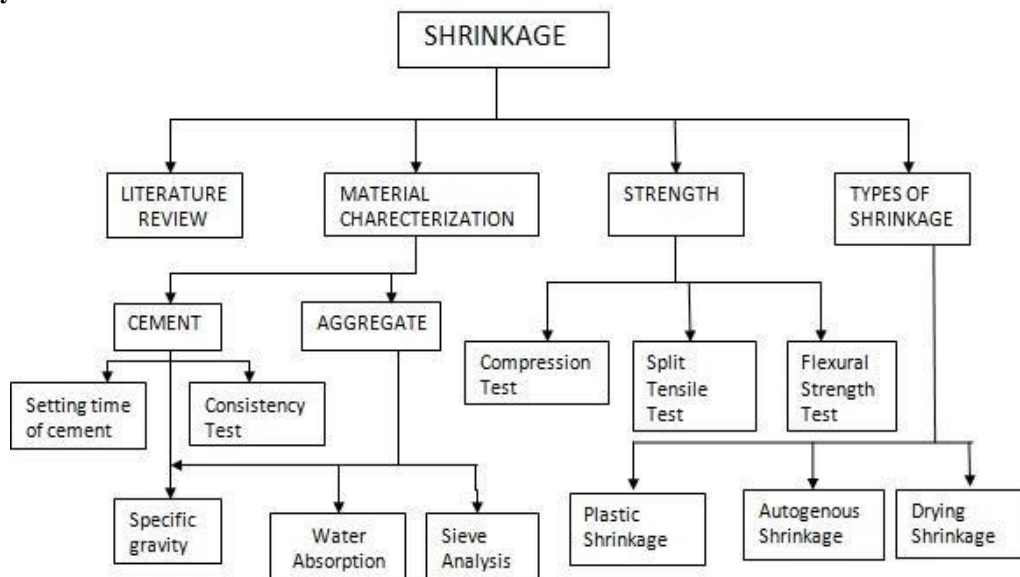 SHRINKAGE
LITERATURE
REVIEW
MATERIAL
CHARECTERIZATION
STRENGTH
TYPES OF
SHRINKAGE
CEMENT
AGGREGATE
Compression
Test
Split
Tensile
Test
Flexural
Strength
Test
Setting time
of cement
Consistency
Test
Specific
gravity
Water
Absorption
Sieve
Analysis
Plastic
Shrinkage
Autogenous
Shrinkage
Drying
Shrinkage